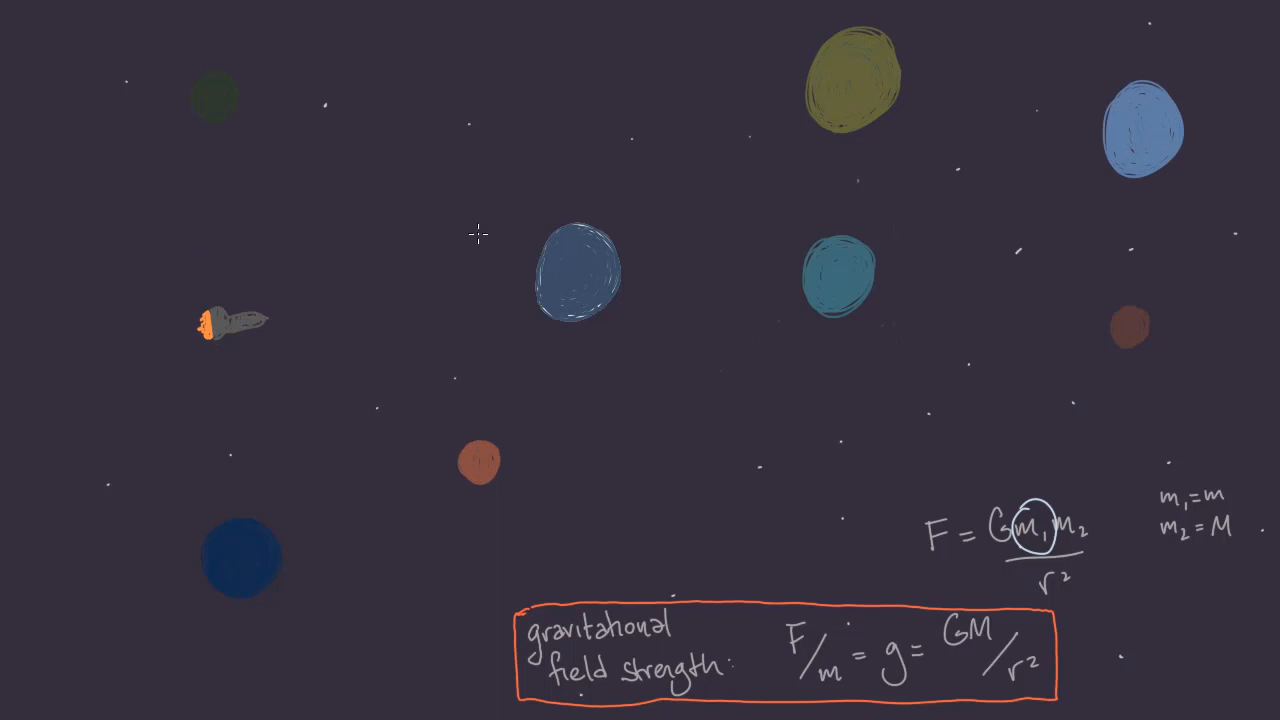 F = Gm₁m₂ / r²
m₁ = m
m₂ = M
gravitational
field strength:
F/m = g = GM/r²